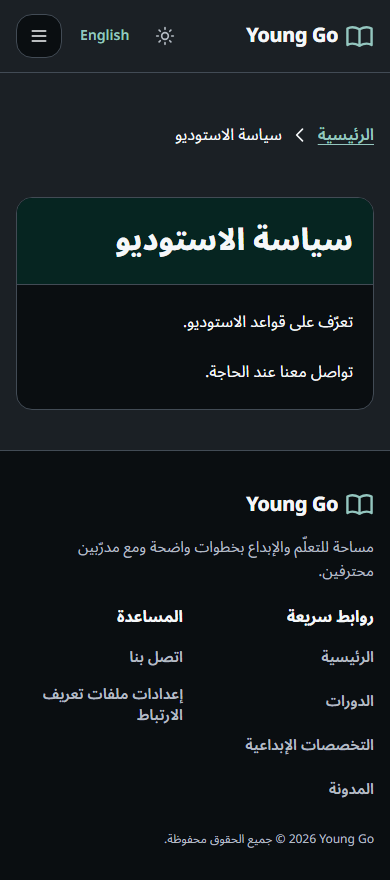 Young Go
English
الرئيسية
سياسة الاستوديو
سياسة الاستوديو
تعرّف على قواعد الاستوديو.
تواصل معنا عند الحاجة.
Young Go
مساحة للتعلّم والإبداع بخطوات واضحة ومع مدرّبين
محترفين.
روابط سريعة
الرئيسية
الدورات
التخصصات الإبداعية
المدونة
المساعدة
اتصل بنا
إعدادات ملفات تعريف
الارتباط
Young Go 2026 © جميع الحقوق محفوظة.